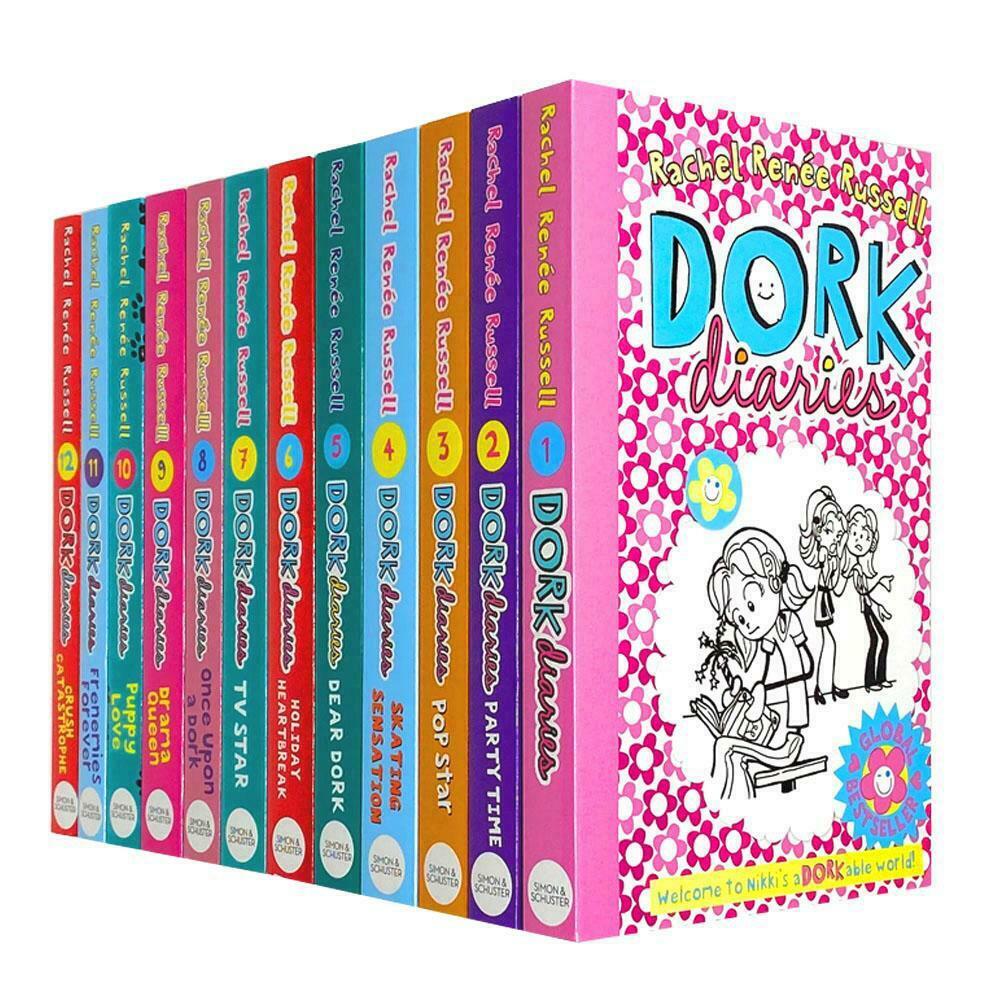 Rachel Renée Russell
12
DORK diaries
CRUSH
CATASTROPHE
Rachel Renée Russell
11
DORK diaries
Frenemies
Forever
SIMON &
SCHUSTER
Rachel Renée Russell
10
DORK diaries
Puppy
Love
SIMON &
SCHUSTER
Rachel Renée Russell
9
DORK diaries
Drama
Queen
SIMON &
SCHUSTER
Rachel Renée Russell
8
DORK diaries
Once Upon
a Dork
SIMON &
SCHUSTER
Rachel Renée Russell
7
DORK diaries
TV STAR
SIMON &
SCHUSTER
Rachel Renée Russell
6
DORK diaries
HOLIDAY
HEARTBREAK
SIMON &
SCHUSTER
Rachel Renée Russell
5
DORK diaries
DEAR DORK
SIMON &
SCHUSTER
Rachel Renée Russell
4
DORK diaries
SKATING
SENSATION
SIMON &
SCHUSTER
Rachel Renée Russell
3
DORK diaries
POP STAR
SIMON &
SCHUSTER
Rachel Renée Russell
2
DORK diaries
PARTY TIME
SIMON &
SCHUSTER
Rachel Renée Russell
1
DORK diaries
SIMON &
SCHUSTER
Rachel Renée Russell
DORK
diaries
GLOBAL
BESTSELLER
Welcome to Nikki's aDORKable world!